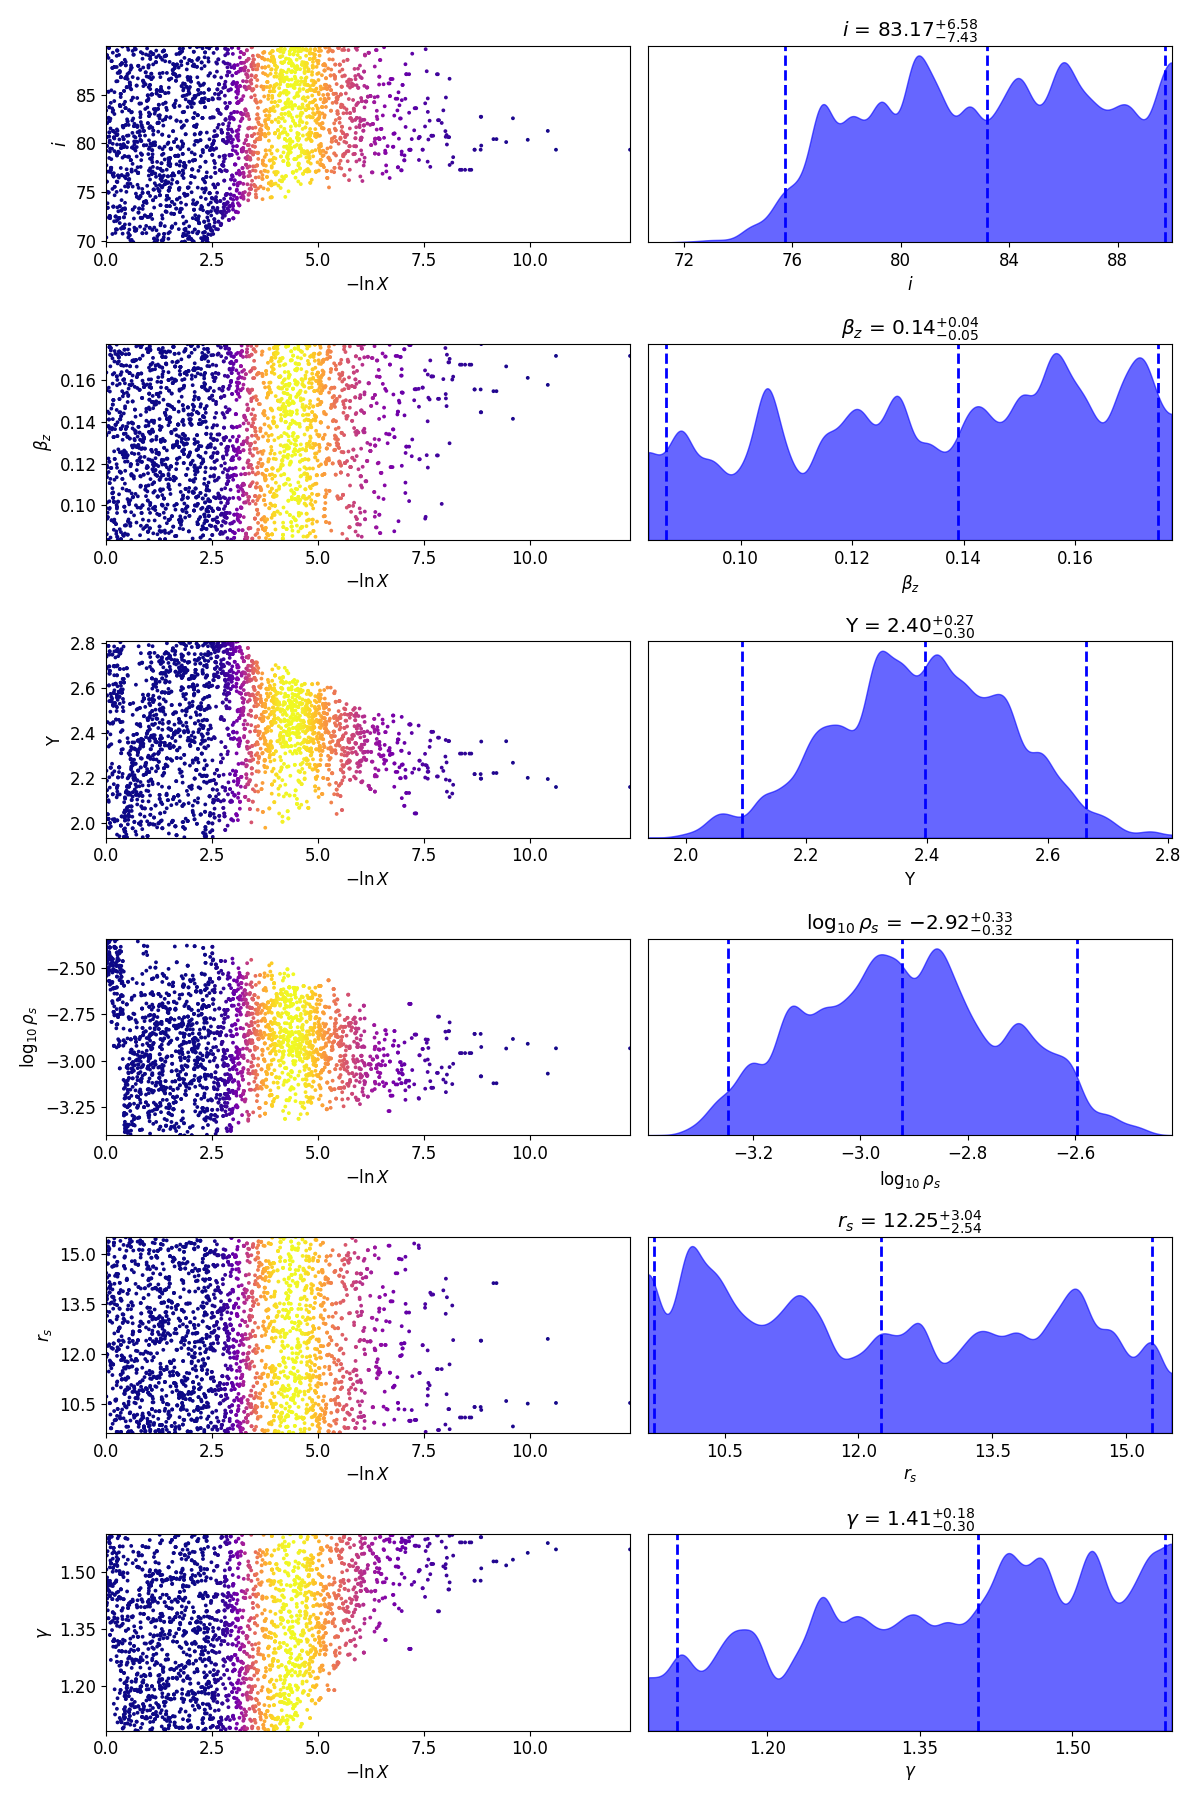 i = 83.17 +6.58 −7.43
i
85
80
75
70
0.0 2.5 5.0 7.5 10.0
−ln X
72 76 80 84 88
i
β_z = 0.14 +0.04 −0.05
β_z
0.16
0.14
0.12
0.10
0.0 2.5 5.0 7.5 10.0
−ln X
0.10 0.12 0.14 0.16
β_z
Y = 2.40 +0.27 −0.30
Y
2.8
2.6
2.4
2.2
2.0
0.0 2.5 5.0 7.5 10.0
−ln X
2.0 2.2 2.4 2.6 2.8
Y
log₁₀ ρ_s = −2.92 +0.33 −0.32
log₁₀ ρ_s
−2.50
−2.75
−3.00
−3.25
0.0 2.5 5.0 7.5 10.0
−ln X
−3.2 −3.0 −2.8 −2.6
log₁₀ ρ_s
r_s = 12.25 +3.04 −2.54
r_s
15.0
13.5
12.0
10.5
0.0 2.5 5.0 7.5 10.0
−ln X
10.5 12.0 13.5 15.0
r_s
γ = 1.41 +0.18 −0.30
γ
1.50
1.35
1.20
0.0 2.5 5.0 7.5 10.0
−ln X
1.20 1.35 1.50
γ